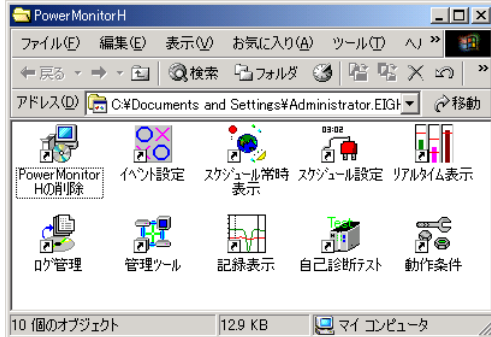 PowerMonitorH
ファイル(F) 編集(E) 表示(V) お気に入り(A) ツール(T) ヘ/ »
戻る 検索 フォルダ »
アドレス(D) C:¥Documents and Settings¥Administrator.EIGH 移動
03:02
Test
PowerMonitor イベント設定 スケジュール常時 スケジュール設定 リアルタイム表示
Hの削除 表示
ログ管理 管理ツール 記録表示 自己診断テスト 動作条件
10 個のオブジェクト 12.9 KB マイ コンピュータ